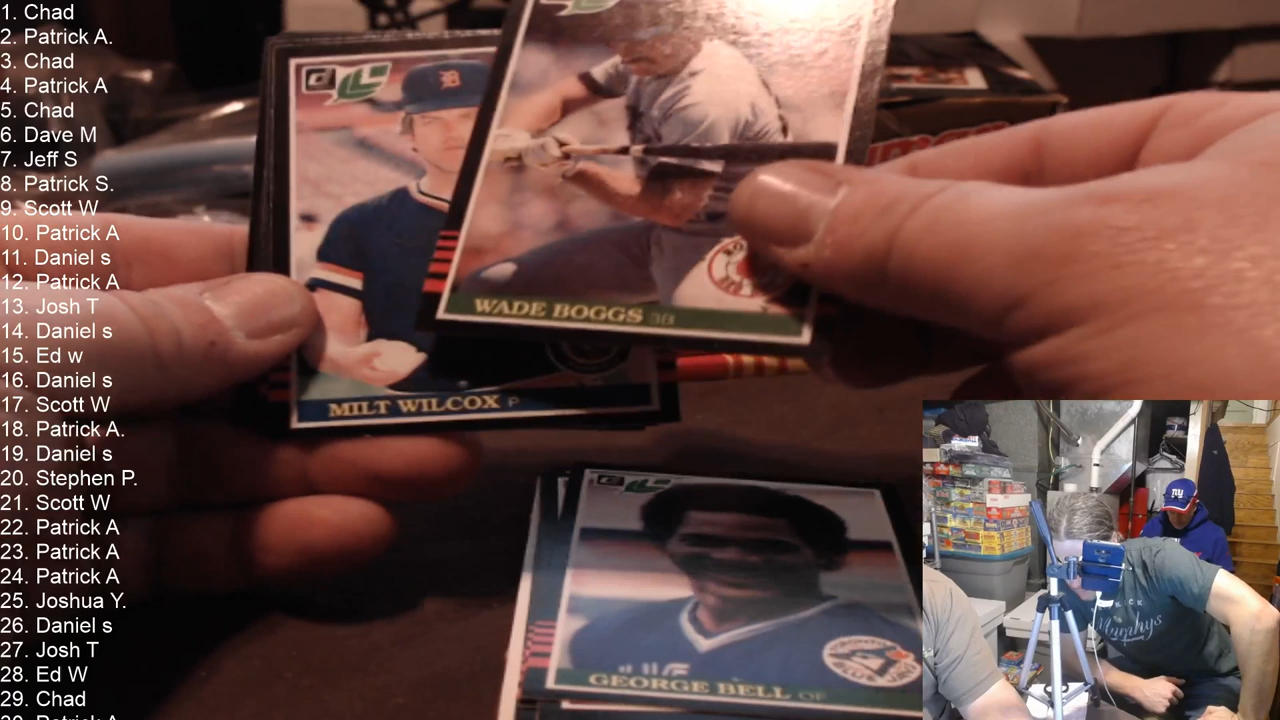 1. Chad
2. Patrick A.
3. Chad
4. Patrick A
5. Chad
6. Dave M
7. Jeff S
8. Patrick S.
9. Scott W
10. Patrick A
11. Daniel s
12. Patrick A
13. Josh T
14. Daniel s
15. Ed w
16. Daniel s
17. Scott W
18. Patrick A.
19. Daniel s
20. Stephen P.
21. Scott W
22. Patrick A
23. Patrick A
24. Patrick A
25. Joshua Y.
26. Daniel s
27. Josh T
28. Ed W
29. Chad
30. Patrick A
WADE BOGGS 3B
MILT WILCOX P
GEORGE BELL OF
ny
Murphys